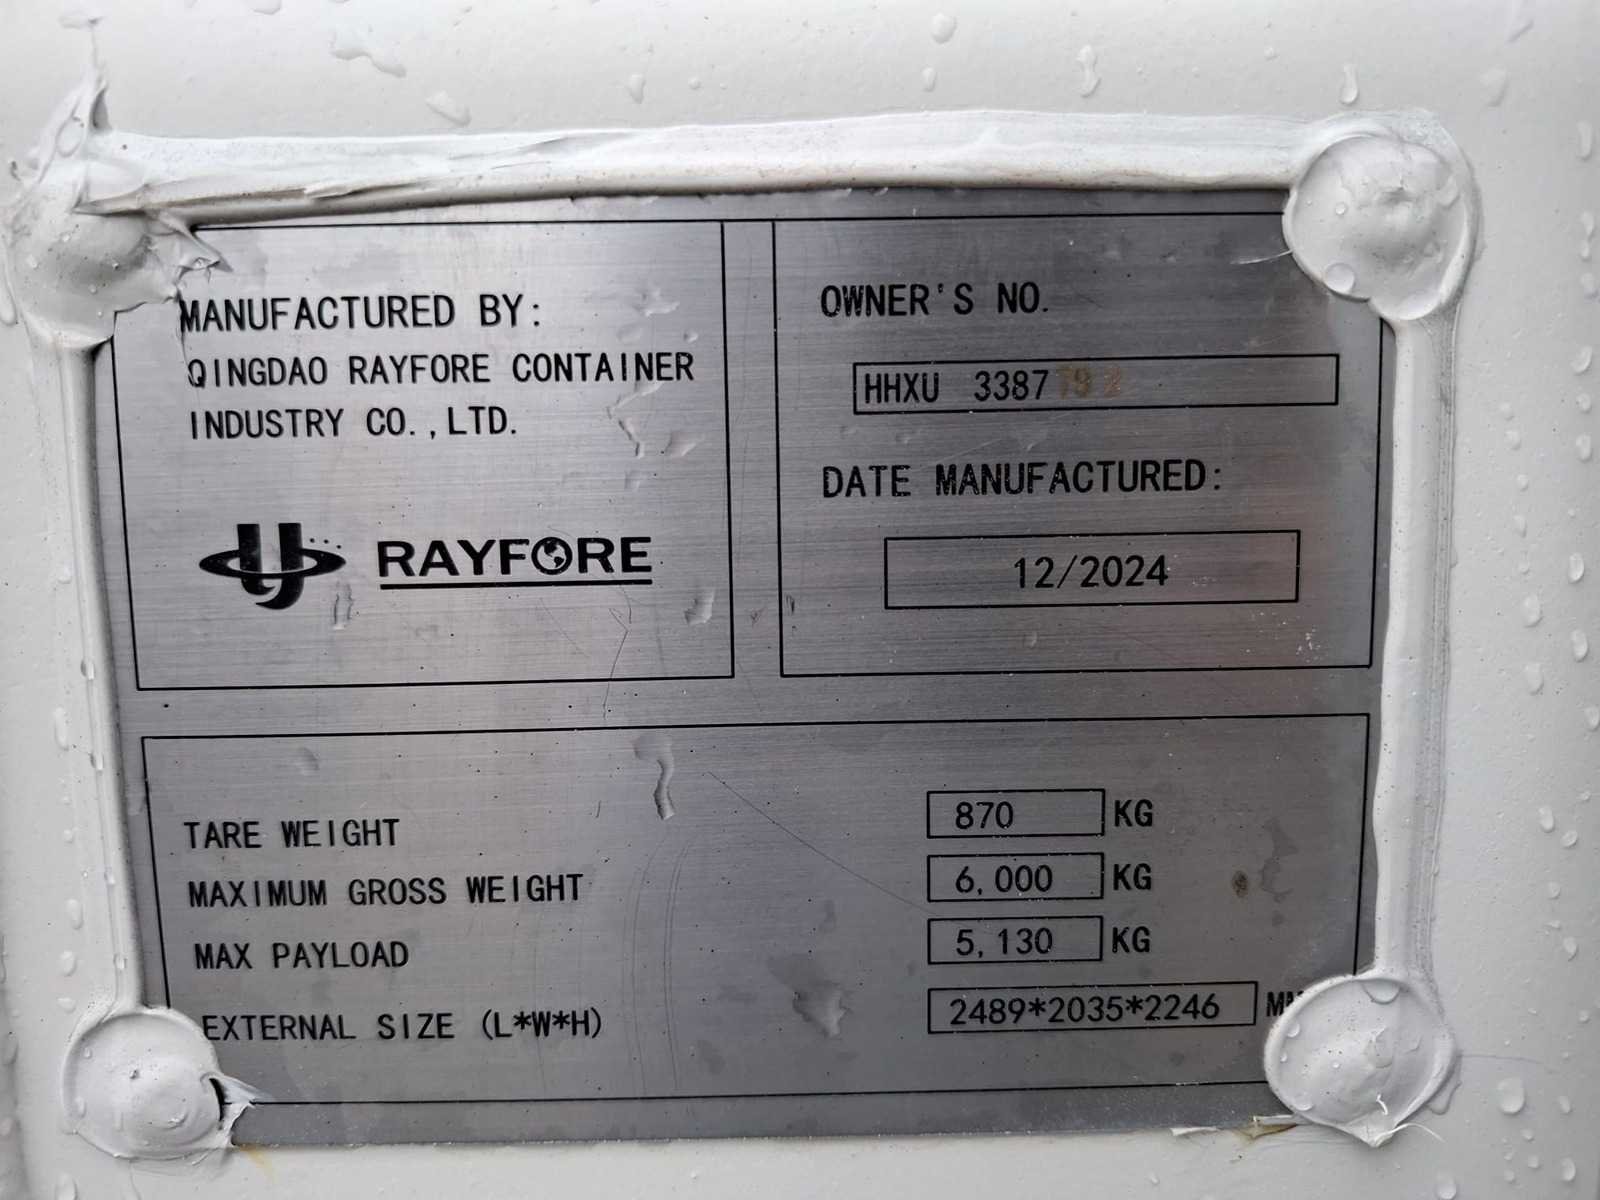 MANUFACTURED BY:
QINGDAO RAYFORE CONTAINER
INDUSTRY CO.,LTD.
RAYFORE
OWNER'S NO.
HHXU 3387
DATE MANUFACTURED:
12/2024
TARE WEIGHT 870 KG
MAXIMUM GROSS WEIGHT 6,000 KG
MAX PAYLOAD 5,130 KG
EXTERNAL SIZE (L*W*H) 2489*2035*2246